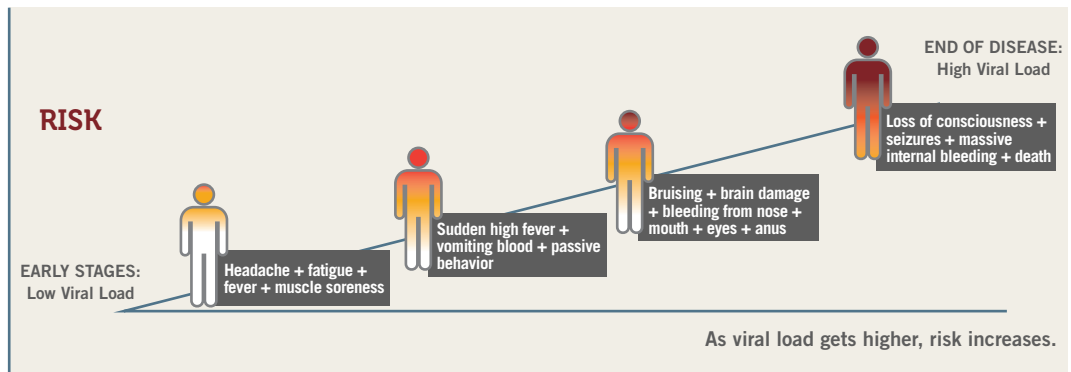 RISK
EARLY STAGES:
Low Viral Load
Headache + fatigue +
fever + muscle soreness
Sudden high fever +
vomiting blood + passive
behavior
Bruising + brain damage
+ bleeding from nose +
mouth + eyes + anus
END OF DISEASE:
High Viral Load
Loss of consciousness +
seizures + massive
internal bleeding + death
As viral load gets higher, risk increases.